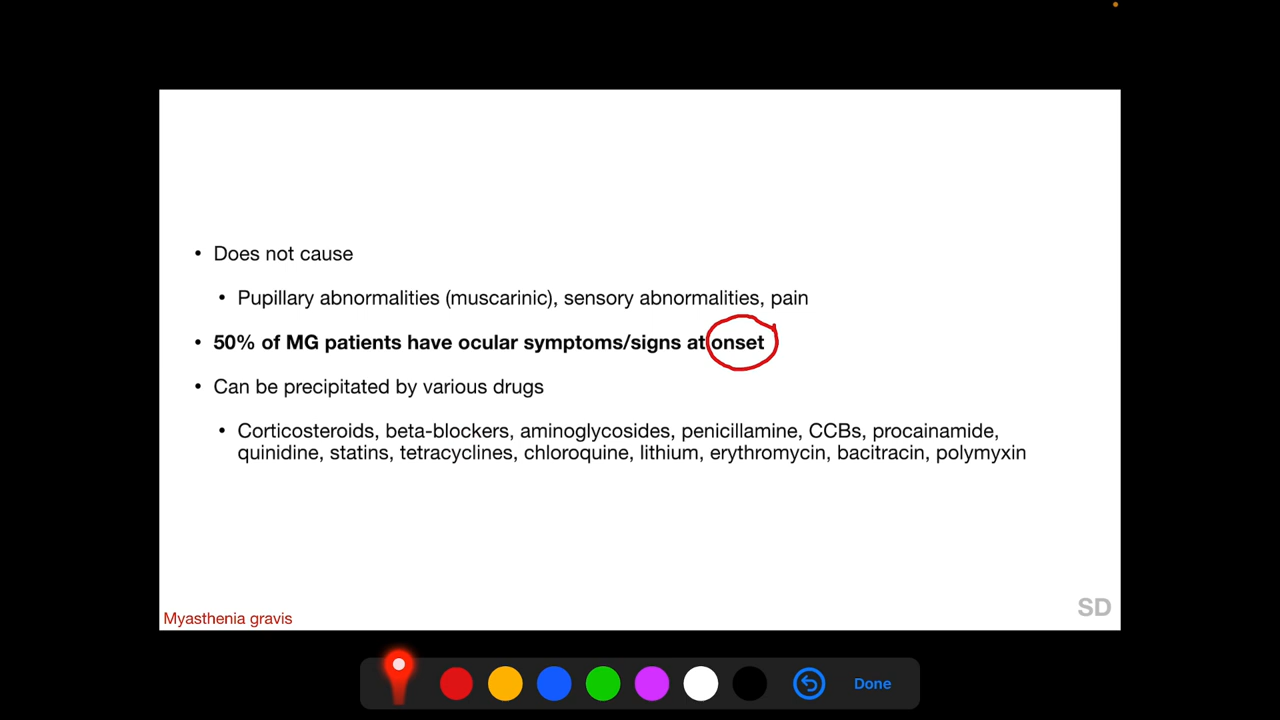 • Does not cause
• Pupillary abnormalities (muscarinic), sensory abnormalities, pain
• 50% of MG patients have ocular symptoms/signs at onset
• Can be precipitated by various drugs
• Corticosteroids, beta-blockers, aminoglycosides, penicillamine, CCBs, procainamide,
quinidine, statins, tetracyclines, chloroquine, lithium, erythromycin, bacitracin, polymyxin
SD
Myasthenia gravis
Done